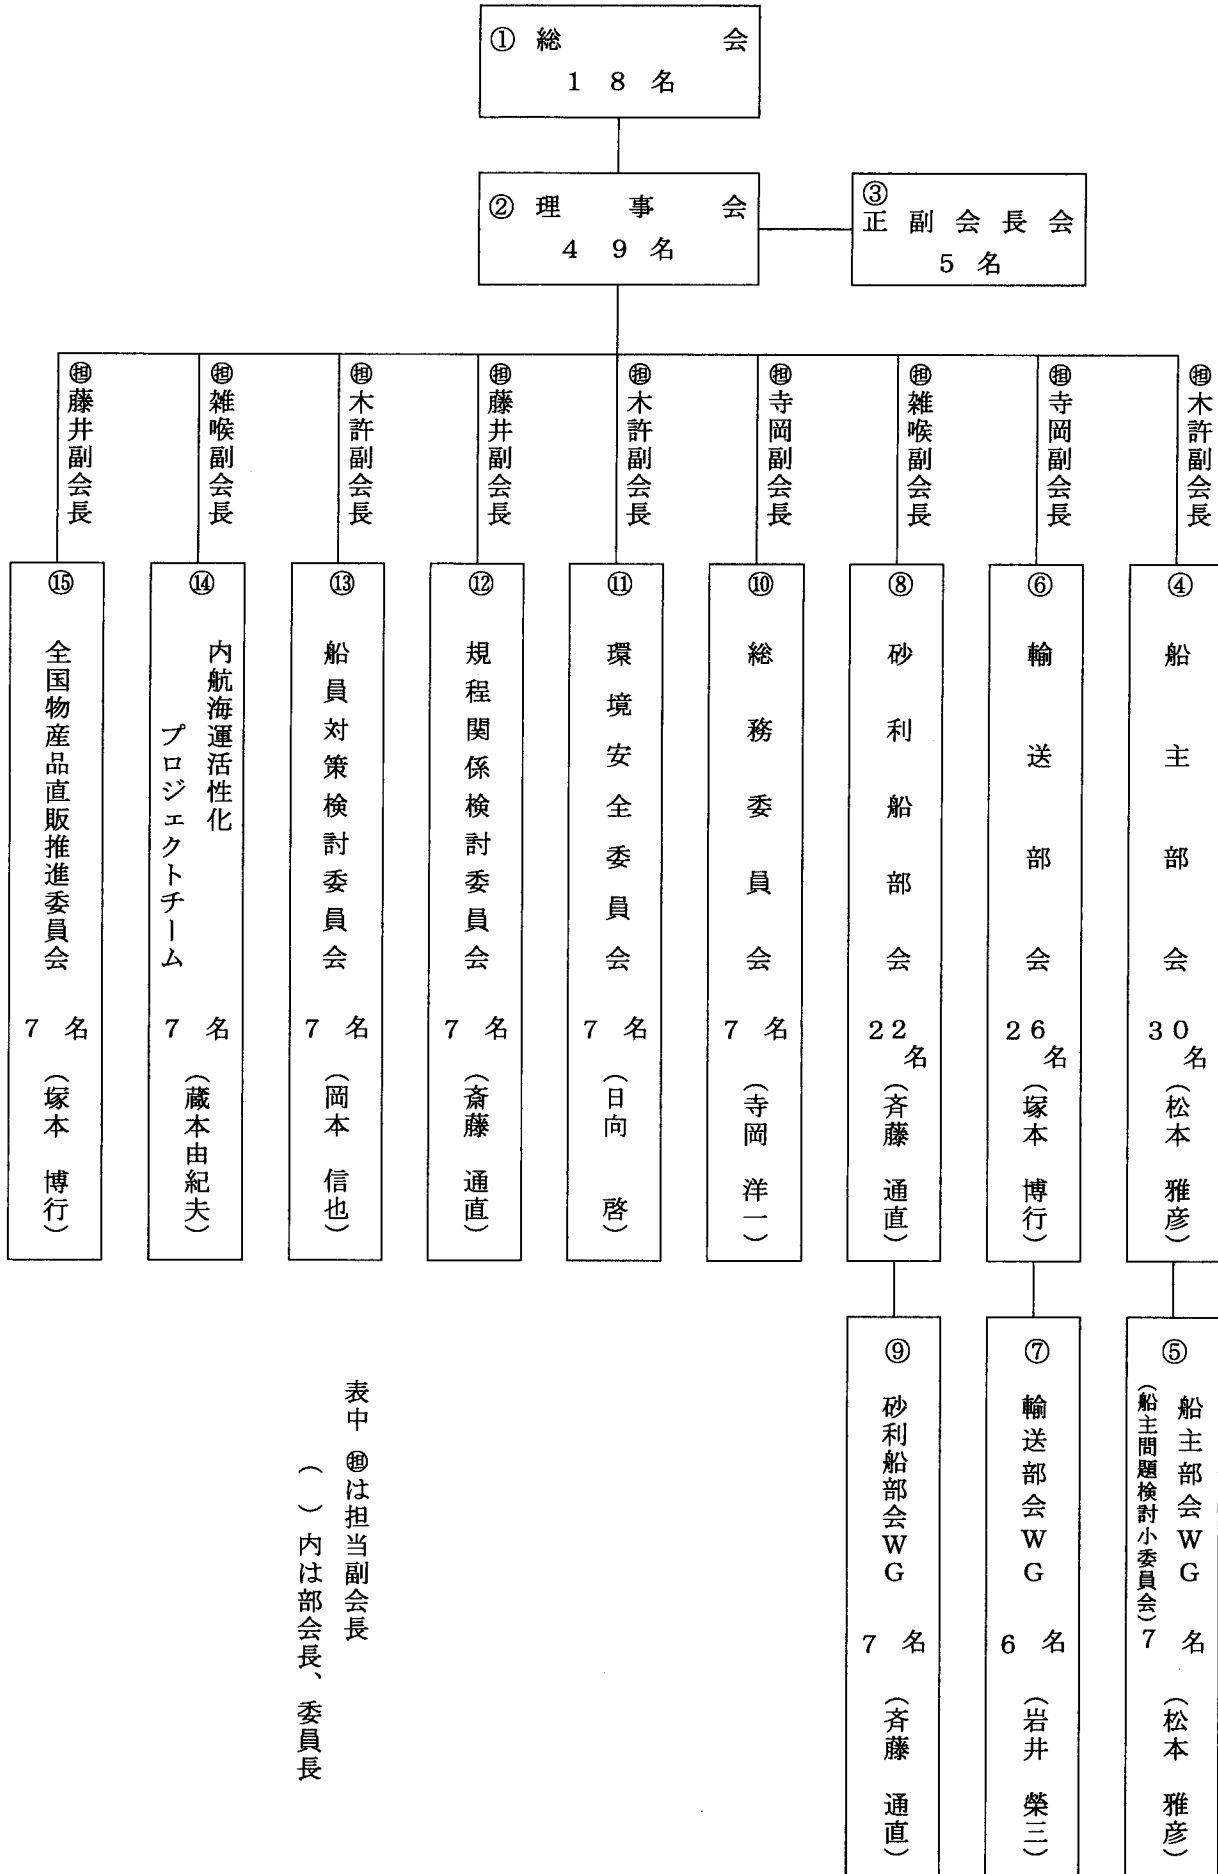 ① 総会
18名
② 理事会
49名
③
正副会長会
5名
㊓木許副会長
④ 船主部会 30名 (松本 雅彦)
⑤ 船主部会WG 7名 (松本 雅彦)
(船主問題検討小委員会)
㊓寺岡副会長
⑥ 輸送部会 26名 (塚本 博行)
⑦ 輸送部会WG 6名 (岩井 榮三)
㊓雑喉副会長
⑧ 砂利船部会 22名 (斉藤 通直)
⑨ 砂利船部会WG 7名 (斉藤 通直)
㊓寺岡副会長
⑩ 総務委員会 7名 (寺岡 洋一)
㊓木許副会長
⑪ 環境安全委員会 7名 (日向 啓)
㊓藤井副会長
⑫ 規程関係検討委員会 7名 (斎藤 通直)
㊓木許副会長
⑬ 船員対策検討委員会 7名 (岡本 信也)
㊓雑喉副会長
⑭ 内航海運活性化
プロジェクトチーム 7名 (蔵本由紀夫)
㊓藤井副会長
⑮ 全国物産品直販推進委員会 7名 (塚本 博行)
表中 ㊓は担当副会長
( )内は部会長、委員長